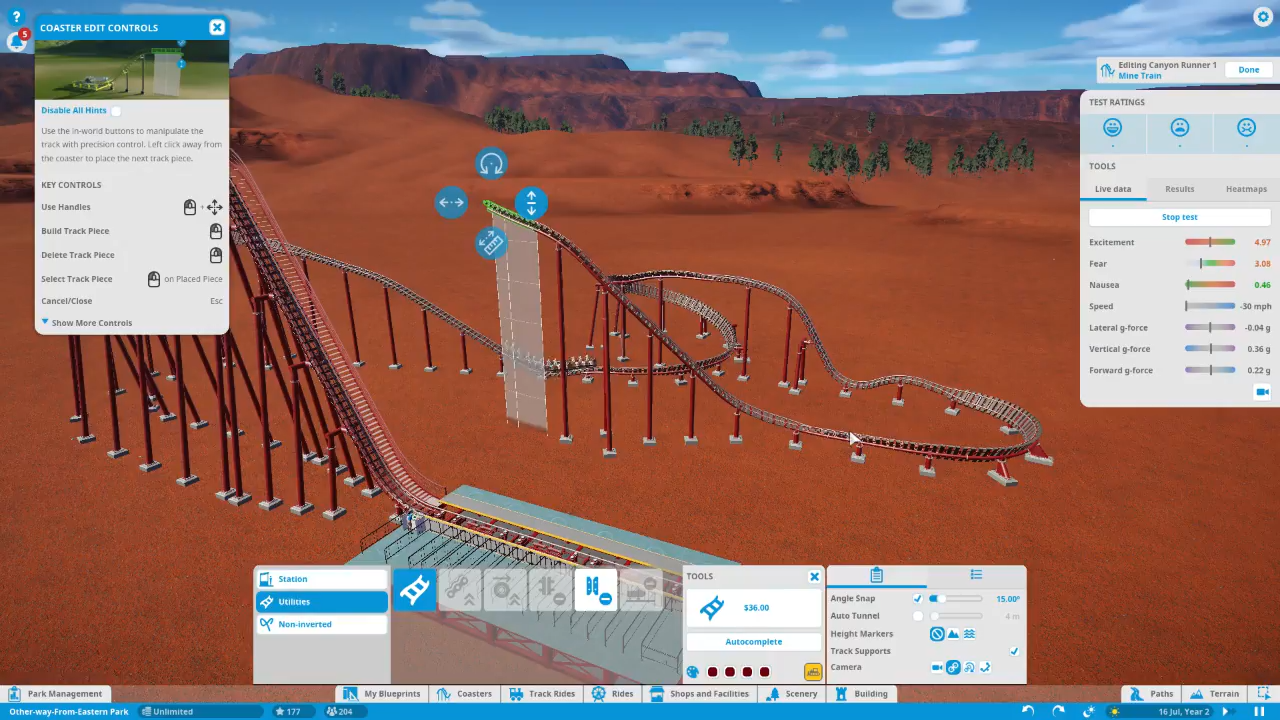 ?
5
COASTER EDIT CONTROLS
Disable All Hints
Use the in-world buttons to manipulate the
track with precision control. Left click away from
the coaster to place the next track piece.
KEY CONTROLS
Use Handles
+
Build Track Piece
Delete Track Piece
Select Track Piece on Placed Piece
Cancel/Close Esc
Show More Controls
Editing Canyon Runner 1
Mine Train
Done
TEST RATINGS
- - -
TOOLS
Live data Results Heatmaps
Stop test
Excitement 4.97
Fear 3.08
Nausea 0.46
Speed -30 mph
Lateral g-force -0.04 g
Vertical g-force 0.36 g
Forward g-force 0.22 g
Station
Utilities
Non-inverted
TOOLS
$36.00
Autocomplete
Angle Snap 15.00°
Auto Tunnel 4 m
Height Markers
Track Supports
Camera
Park Management My Blueprints Coasters Track Rides Rides Shops and Facilities Scenery Building Paths Terrain
Other-way-From-Eastern Park Unlimited 177 204 16 Jul, Year 2